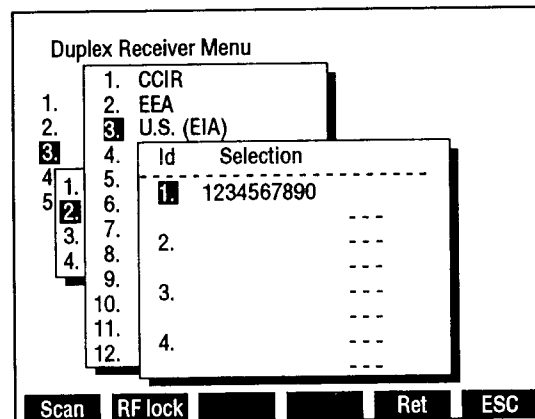 Duplex Receiver Menu
1.
2.
3.
4
5
1.
2.
3.
4.
1. CCIR
2. EEA
3. U.S. (EIA)
4.
5.
6.
7.
8.
9.
10.
11.
12.
Id Selection
1. 1234567890
- - -
2. - - -
- - -
3. - - -
- - -
4. - - -
- - -
Scan RF lock Ret ESC